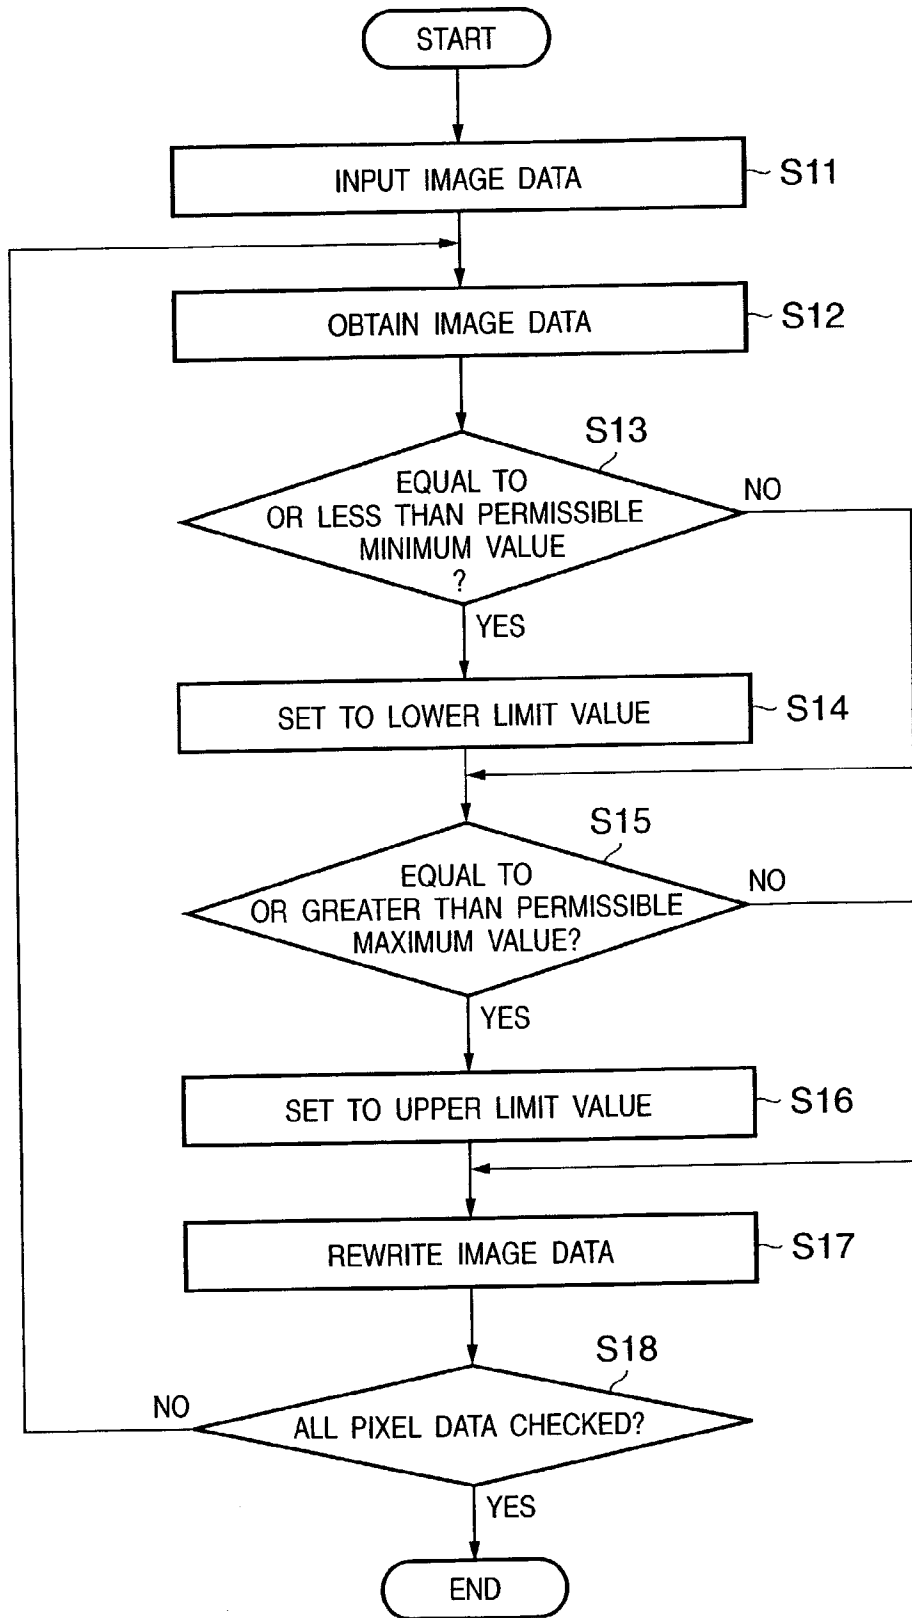 START
INPUT IMAGE DATA
S11
OBTAIN IMAGE DATA
S12
S13
EQUAL TO
OR LESS THAN PERMISSIBLE
MINIMUM VALUE
?
NO
YES
SET TO LOWER LIMIT VALUE
S14
S15
EQUAL TO
OR GREATER THAN PERMISSIBLE
MAXIMUM VALUE?
NO
YES
SET TO UPPER LIMIT VALUE
S16
REWRITE IMAGE DATA
S17
S18
ALL PIXEL DATA CHECKED?
NO
YES
END